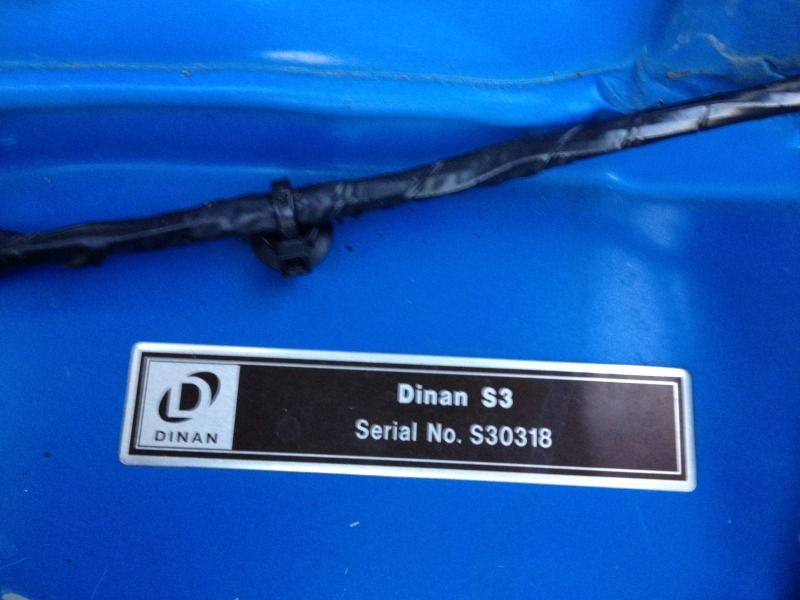 Dinan S3
Serial No. S30318
DINAN